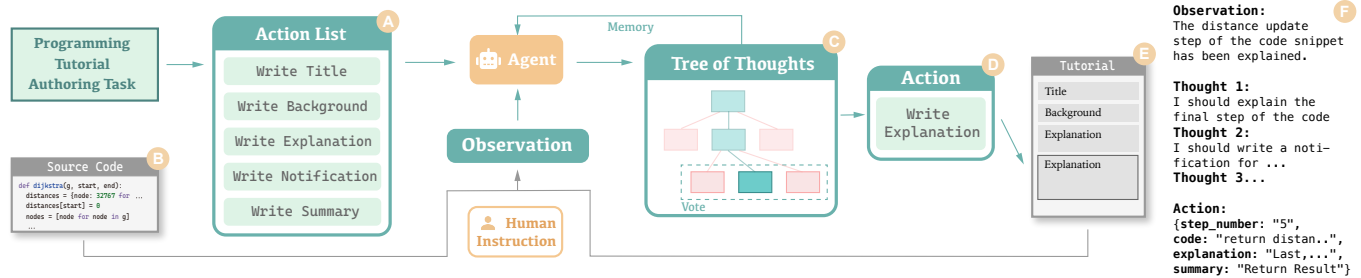 Programming
Tutorial
Authoring Task
A
Action List
Write Title
Write Background
Write Explanation
Write Notification
Write Summary
B
Source Code
def dijkstra(g, start, end):
distances = {node: 32767 for ...
distances[start] = 0
nodes = [node for node in g]
...
Memory
Agent
Observation
Human
Instruction
C
Tree of Thoughts
Vote
D
Action
Write
Explanation
E
Tutorial
Title
Background
Explanation
Explanation
F
Observation:
The distance update
step of the code snippet
has been explained.
Thought 1:
I should explain the
final step of the code
Thought 2:
I should write a noti-
fication for ...
Thought 3...
Action:
{step_number: "5",
code: "return distan..",
explanation: "Last,...",
summary: "Return Result"}